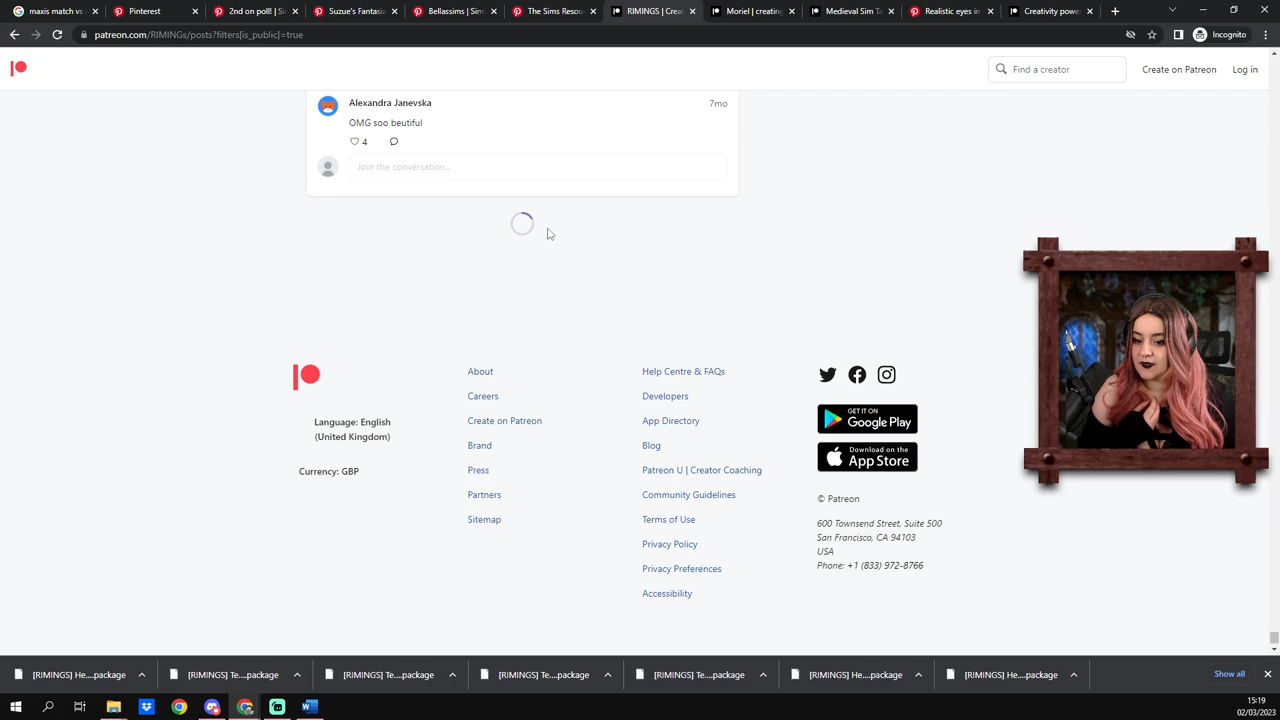 maxis match vs
Pinterest
2nd on poll! | Si
Suzue's Fantasia
Bellassims | Sim
The Sims Resou
RIMINGS | Creat
Moriel | creating
Medieval Sim Ta
Realistic eyes in
Creativity power
patreon.com/RIMINGs/posts?filters[is_public]=true
Incognito
Find a creator
Create on Patreon
Log in
Alexandra Janevska
7mo
OMG soo beutiful
4
Join the conversation...
Language: English
(United Kingdom)
Currency: GBP
About
Careers
Create on Patreon
Brand
Press
Partners
Sitemap
Help Centre & FAQs
Developers
App Directory
Blog
Patreon U | Creator Coaching
Community Guidelines
Terms of Use
Privacy Policy
Privacy Preferences
Accessibility
GET IT ON
Google Play
Download on the
App Store
© Patreon
600 Townsend Street, Suite 500
San Francisco, CA 94103
USA
Phone: +1 (833) 972-8766
[RIMINGS] He....package
[RIMINGS] Te....package
[RIMINGS] Te....package
[RIMINGS] Te....package
[RIMINGS] Te....package
[RIMINGS] He....package
[RIMINGS] He....package
Show all
15:19
02/03/2023